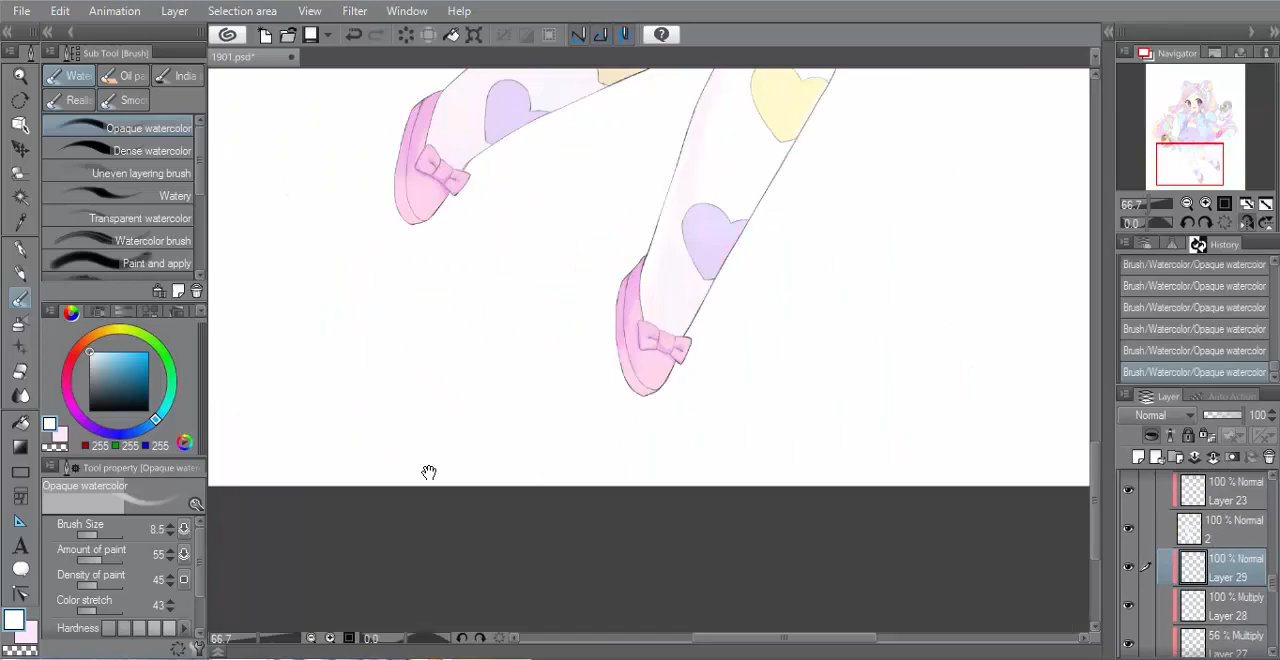 File Edit Animation Layer Selection area View Filter Window Help
1901.psd*
Sub Tool [Brush]
Wate Oil pa India
Realis Smoo
Opaque watercolor
Dense watercolor
Uneven layering brush
Watery
Transparent watercolor
Watercolor brush
Paint and apply
255 255 255
Tool property [Opaque water
Opaque watercolor
Brush Size 8.5
Amount of paint 55
Density of paint 45
Color stretch 43
Hardness
66.7 0.0
Navigator
66.7
0.0
History
Brush/Watercolor/Opaque watercolor
Brush/Watercolor/Opaque watercolor
Brush/Watercolor/Opaque watercolor
Brush/Watercolor/Opaque watercolor
Brush/Watercolor/Opaque watercolor
Brush/Watercolor/Opaque watercolor
Layer Auto Action
Normal 100
100 % Normal
Layer 23
100 % Normal
2
100 % Normal
Layer 29
100 % Multiply
Layer 28
56 % Multiply
Layer 27